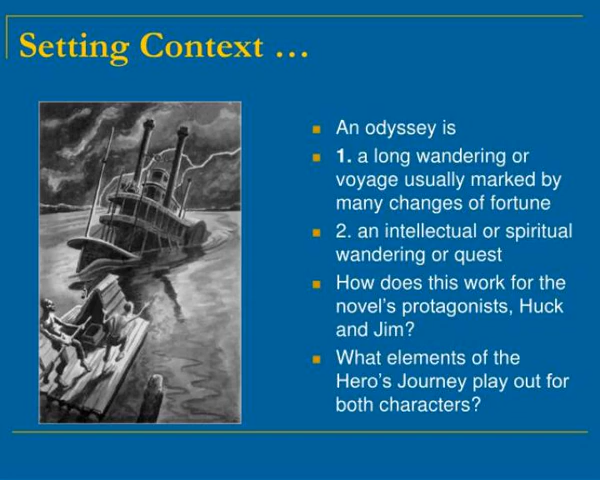 Setting Context …
An odyssey is
1. a long wandering or
voyage usually marked by
many changes of fortune
2. an intellectual or spiritual
wandering or quest
How does this work for the
novel's protagonists, Huck
and Jim?
What elements of the
Hero's Journey play out for
both characters?